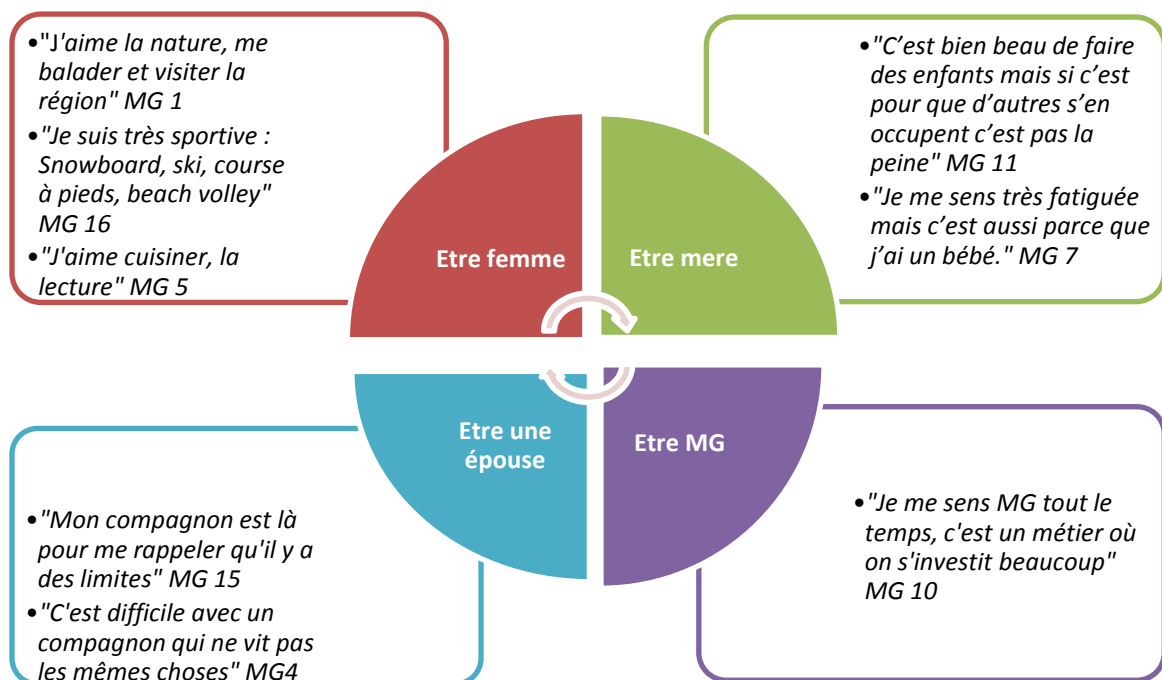 •"J'aime la nature, me
balader et visiter la
région" MG 1
•"Je suis très sportive :
Snowboard, ski, course
à pieds, beach volley"
MG 16
•"J'aime cuisiner, la
lecture" MG 5
•"C’est bien beau de faire
des enfants mais si c’est
pour que d’autres s’en
occupent c’est pas la
peine" MG 11
•"Je me sens très fatiguée
mais c’est aussi parce que
j’ai un bébé." MG 7
Etre femme
Etre mere
Etre une
épouse
Etre MG
•"Mon compagnon est là
pour me rappeler qu'il y a
des limites" MG 15
•"C'est difficile avec un
compagnon qui ne vit pas
les mêmes choses" MG4
•"Je me sens MG tout le
temps, c'est un métier où
on s'investit beaucoup"
MG 10